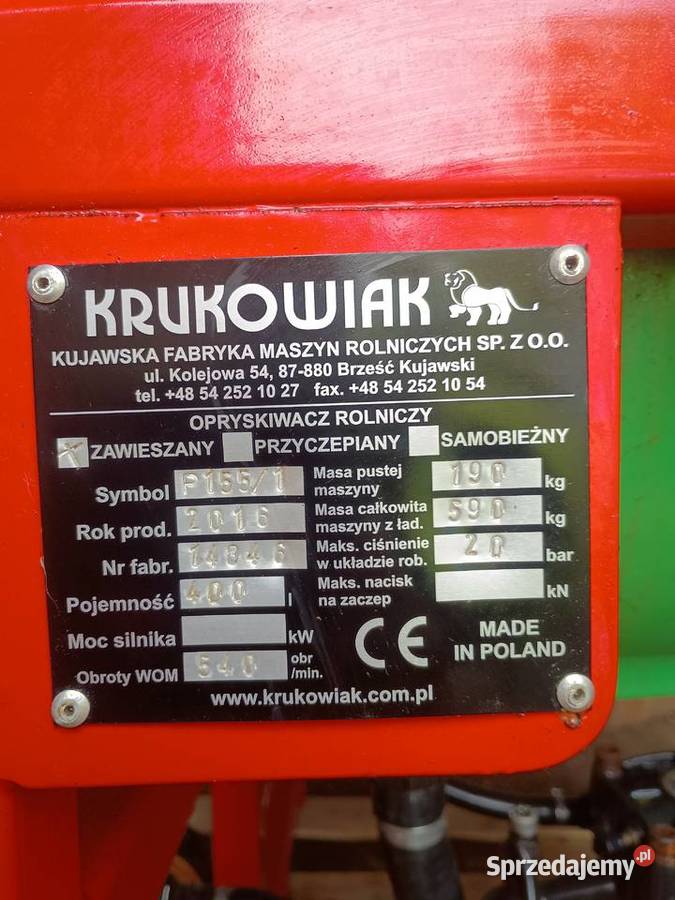 KRUKOWIAK
KUJAWSKA FABRYKA MASZYN ROLNICZYCH SP. Z O.O.
ul. Kolejowa 54, 87-880 Brześć Kujawski
tel. +48 54 252 10 27 fax. +48 54 252 10 54
OPRYSKIWACZ ROLNICZY
X ZAWIESZANY PRZYCZEPIANY SAMOBIEŻNY
Symbol P155/1
Rok prod. 2016
Nr fabr. 14346
Pojemność 400 l
Moc silnika kW
Obroty WOM 540 obr/min.
Masa pustej
maszyny 190 kg
Masa całkowita
maszyny z ład. 590 kg
Maks. ciśnienie
w układzie rob. 20 bar
Maks. nacisk
na zaczep kN
CE
MADE
IN POLAND
www.krukowiak.com.pl
Sprzedajemy.pl